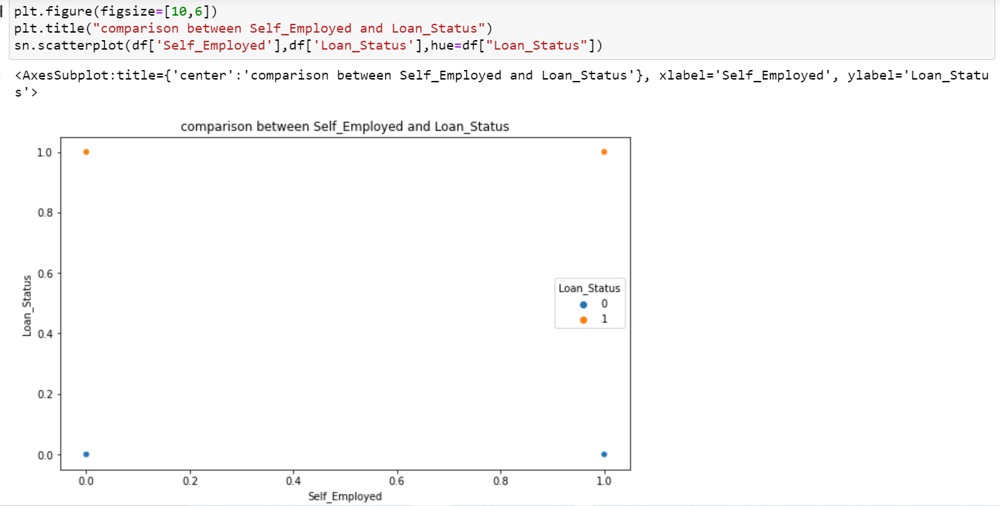 plt.figure(figsize=[10,6])
plt.title("comparison between Self_Employed and Loan_Status")
sn.scatterplot(df['Self_Employed'],df['Loan_Status'],hue=df["Loan_Status"])
<AxesSubplot:title={'center':'comparison between Self_Employed and Loan_Status'}, xlabel='Self_Employed', ylabel='Loan_Statu
s'>
comparison between Self_Employed and Loan_Status
1.0
0.8
0.6
0.4
0.2
0.0
Loan_Status
Loan_Status
0
1
0.0 0.2 0.4 0.6 0.8 1.0
Self_Employed